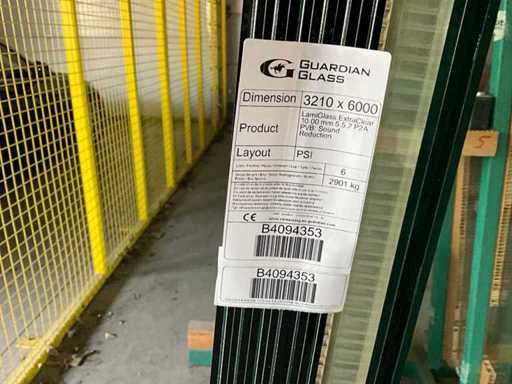 GUARDIAN
GLASS
Dimension 3210 x 6000
Product LamiGlass ExtraClear
10.00 mm 5.5.2 P2A
PVB: Sound
Reduction
Layout PSI
6
2901 kg
CE
B4094353
B4094353
5